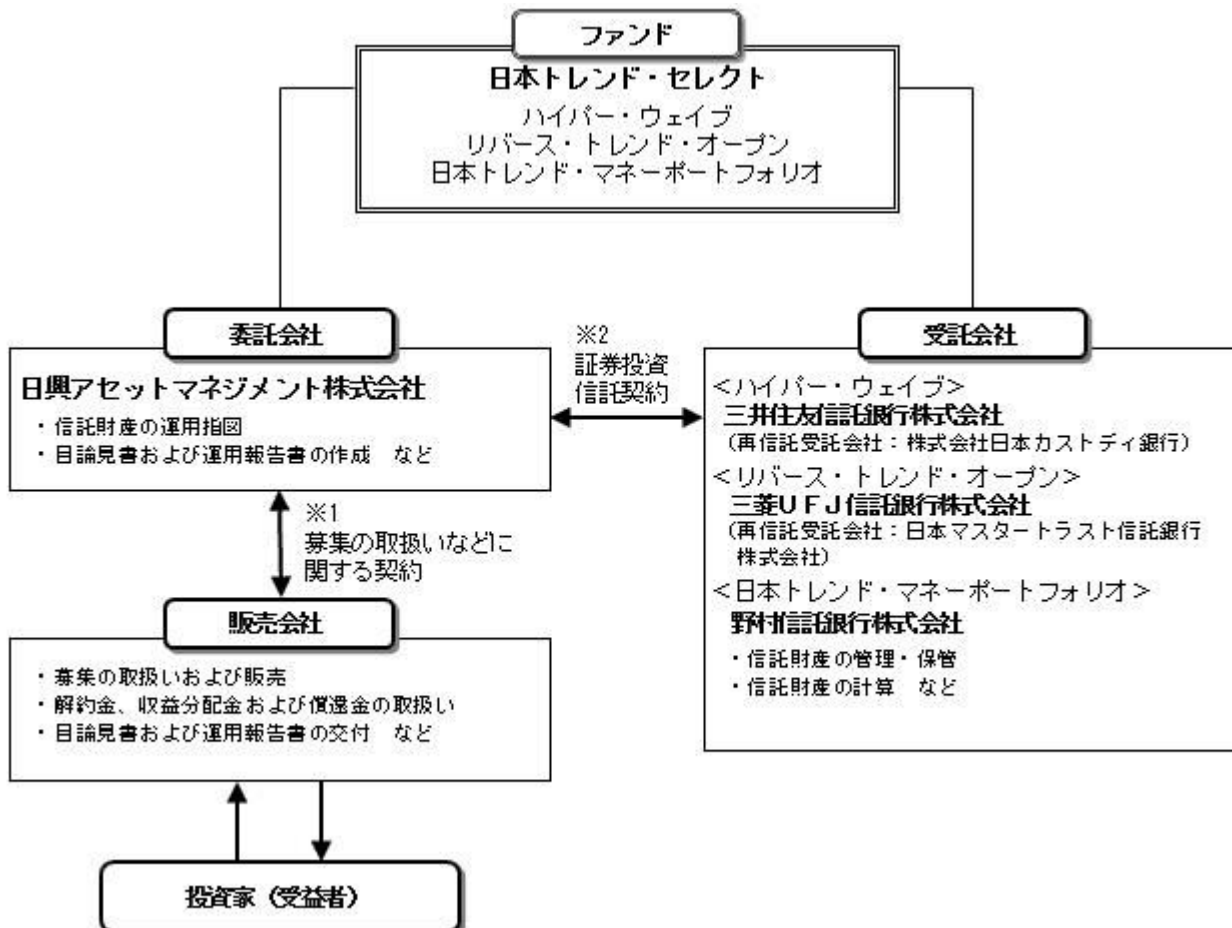 ファンド
日本トレンド・セレクト
ハイパー・ウェイブ
リバース・トレンド・オープン
日本トレンド・マネーポートフォリオ
委託会社
日興アセットマネジメント株式会社
・信託財産の運用指図
・目論見書および運用報告書の作成　など
※2
証券投資
信託契約
受託会社
＜ハイパー・ウェイブ＞
三井住友信託銀行株式会社
（再信託受託会社：株式会社日本カストディ銀行）
＜リバース・トレンド・オープン＞
三菱ＵＦＪ信託銀行株式会社
（再信託受託会社：日本マスタートラスト信託銀行
株式会社）
＜日本トレンド・マネーポートフォリオ＞
野村信託銀行株式会社
・信託財産の管理・保管
・信託財産の計算　など
※1
募集の取扱いなどに
関する契約
販売会社
・募集の取扱いおよび販売
・解約金、収益分配金および償還金の取扱い
・目論見書および運用報告書の交付　など
投資家（受益者）